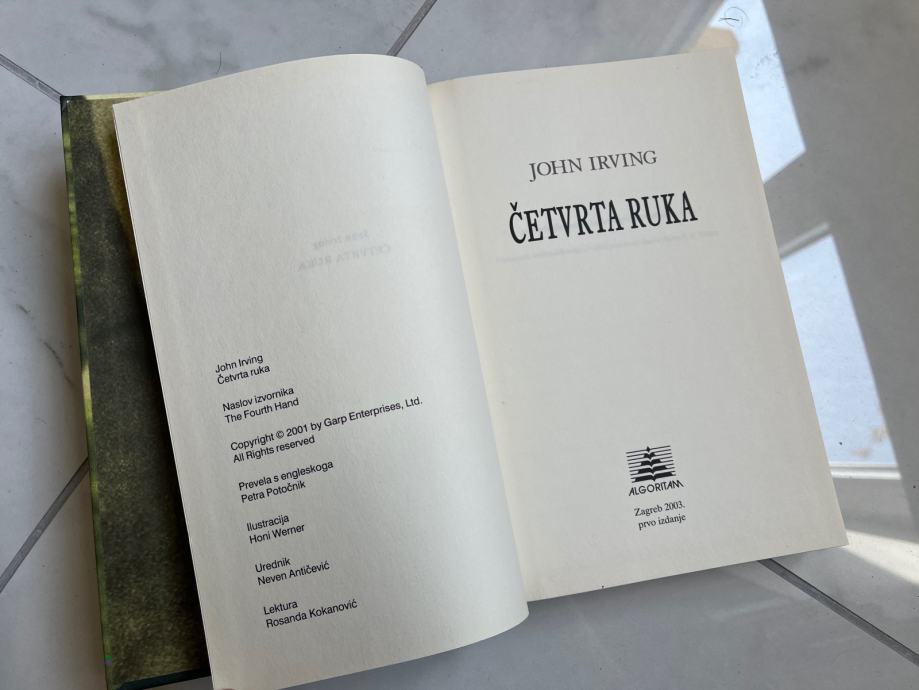 John Irving
Četvrta ruka
Naslov izvornika
The Fourth Hand
Copyright © 2001 by Garp Enterprises, Ltd.
All Rights reserved
Prevela s engleskoga
Petra Potočnik
Ilustracija
Honi Werner
Urednik
Neven Antičević
Lektura
Rosanda Kokanović
JOHN IRVING
ČETVRTA RUKA
ALGORITAM
Zagreb 2003.
prvo izdanje